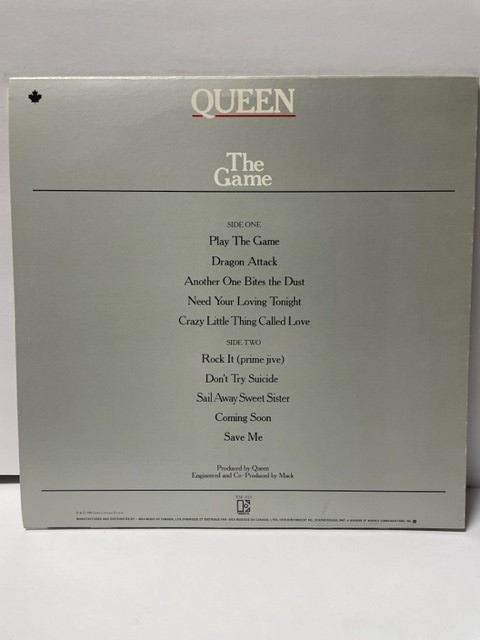 QUEEN
The
Game
SIDE ONE
Play The Game
Dragon Attack
Another One Bites the Dust
Need Your Loving Tonight
Crazy Little Thing Called Love
SIDE TWO
Rock It (prime jive)
Don't Try Suicide
Sail Away Sweet Sister
Coming Soon
Save Me
Produced by Queen
Engineered and Co-Produced by Mack